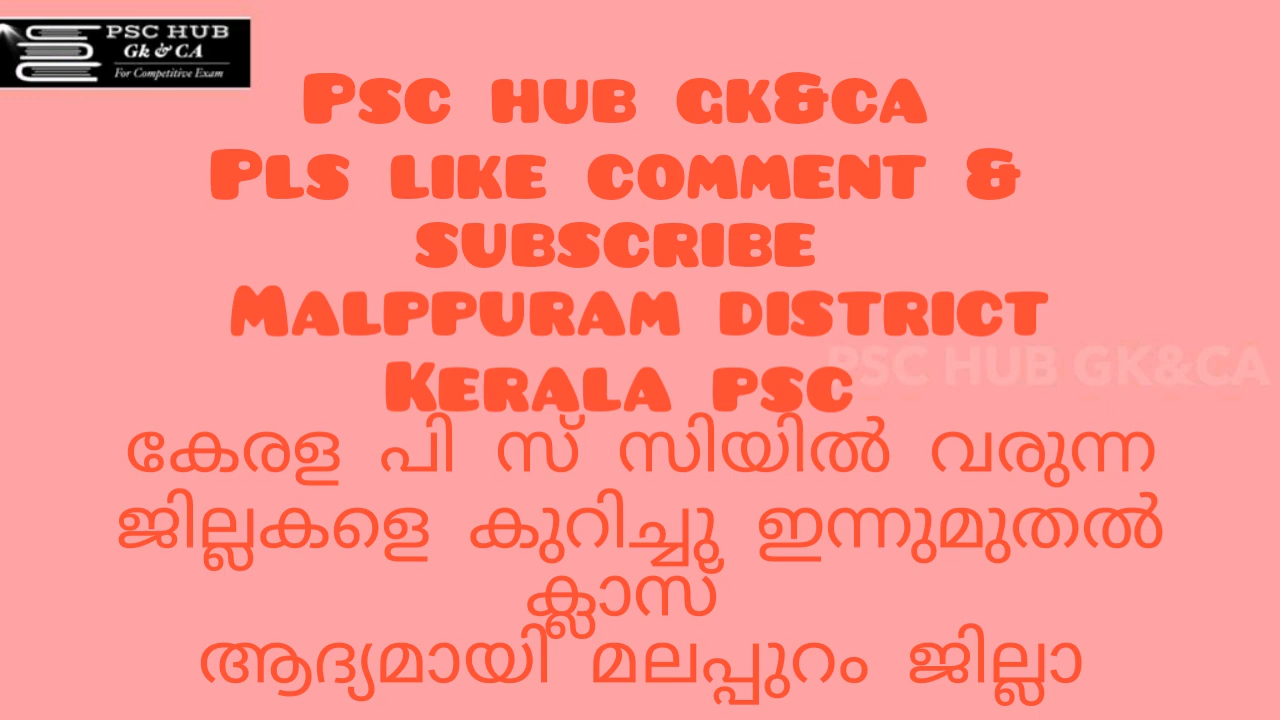 PSC HUB
Gk & CA
For Competitive Exam
Psc hub gk&ca
Pls like comment &
subscribe
Malppuram district
Kerala psc
PSC HUB GK&CA
കേരള പി സ് സിയിൽ വരുന്ന
ജില്ലകളെ കുറിച്ചൂ ഇന്നുമുതൽ
ക്ലാസ്
ആദ്യമായി മലപ്പുറം ജില്ലാ